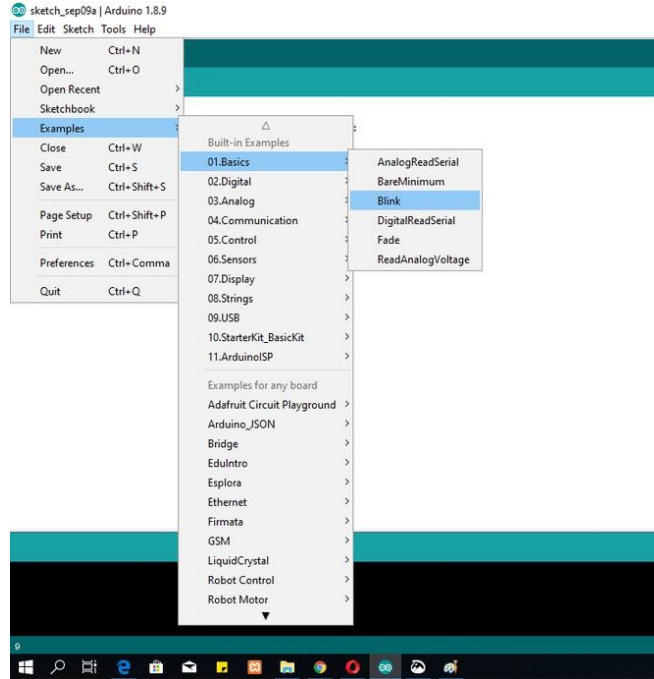 sketch_sep09a | Arduino 1.8.9
File Edit Sketch Tools Help
New Ctrl+N
Open... Ctrl+O
Open Recent
Sketchbook
Examples
Close Ctrl+W
Save Ctrl+S
Save As... Ctrl+Shift+S
Page Setup Ctrl+Shift+P
Print Ctrl+P
Preferences Ctrl+Comma
Quit Ctrl+Q
Built-in Examples
01.Basics
02.Digital
03.Analog
04.Communication
05.Control
06.Sensors
07.Display
08.Strings
09.USB
10.StarterKit_BasicKit
11.ArduinoISP
Examples for any board
Adafruit Circuit Playground
Arduino_JSON
Bridge
EduIntro
Esplora
Ethernet
Firmata
GSM
LiquidCrystal
Robot Control
Robot Motor
AnalogReadSerial
BareMinimum
Blink
DigitalReadSerial
Fade
ReadAnalogVoltage
9